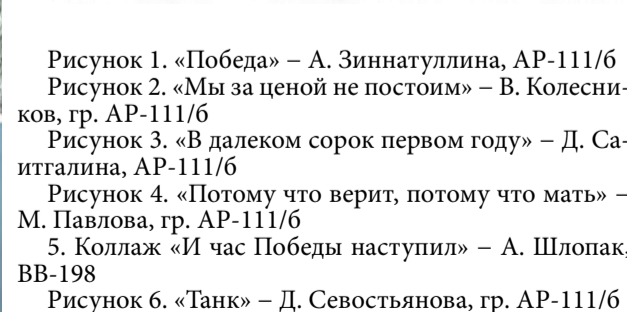 Рисунок 1. «Победа» – А. Зиннатуллина, АР-111/б
Рисунок 2. «Мы за ценой не постоим» – В. Колесни-
ков, гр. АР-111/б
Рисунок 3. «В далеком сорок первом году» – Д. Са-
итгалина, АР-111/б
Рисунок 4. «Потому что верит, потому что мать» –
М. Павлова, гр. АР-111/б
5. Коллаж «И час Победы наступил» – А. Шлопак,
ВВ-198
Рисунок 6. «Танк» – Д. Севостьянова, гр. АР-111/б